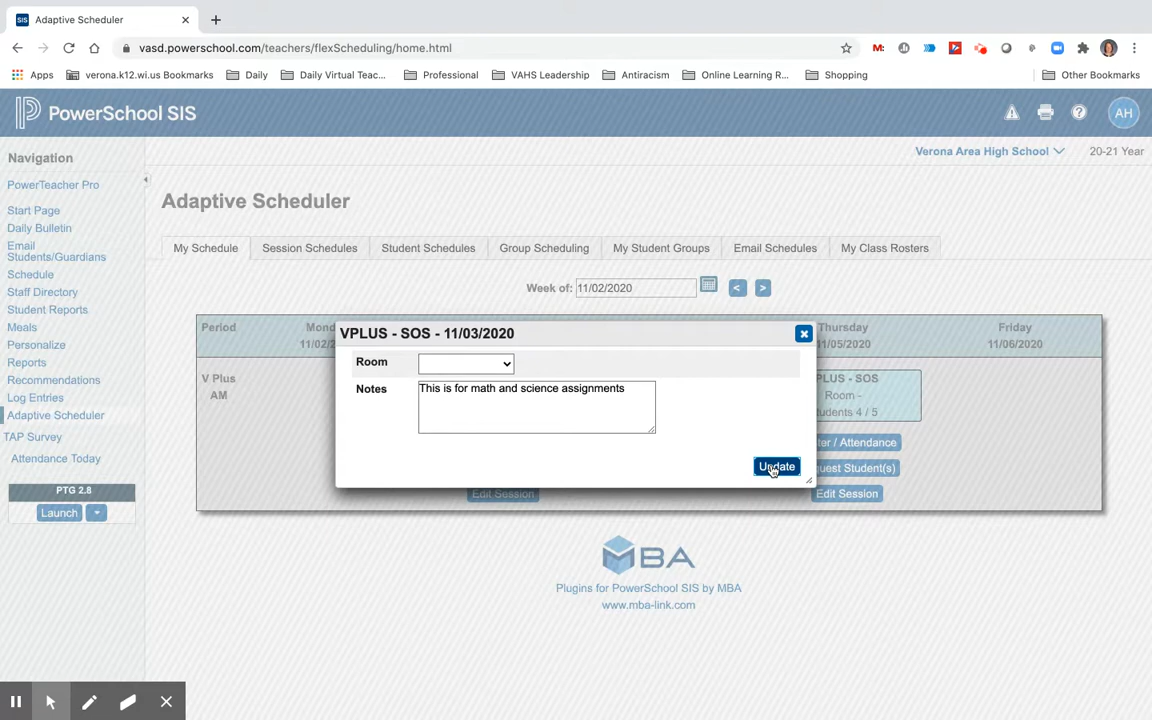 SIS Adaptive Scheduler
vasd.powerschool.com/teachers/flexScheduling/home.html
Apps verona.k12.wi.us Bookmarks Daily Daily Virtual Teac... Professional VAHS Leadership Antiracism Online Learning R... Shopping Other Bookmarks
PowerSchool SIS
AH
Navigation
Verona Area High School 20-21 Year
PowerTeacher Pro
Start Page
Daily Bulletin
Email
Students/Guardians
Schedule
Staff Directory
Student Reports
Meals
Personalize
Reports
Recommendations
Log Entries
Adaptive Scheduler
TAP Survey
Attendance Today
PTG 2.8
Launch
Adaptive Scheduler
My Schedule Session Schedules Student Schedules Group Scheduling My Student Groups Email Schedules My Class Rosters
Week of: 11/02/2020 < >
Period Mond Thursday Friday
11/02/2 11/05/2020 11/06/2020
V Plus
AM
PLUS - SOS
Room -
tudents 4 / 5
ter / Attendance
quest Student(s)
Edit Session Edit Session
VPLUS - SOS - 11/03/2020
Room
Notes This is for math and science assignments
Update
MBA
Plugins for PowerSchool SIS by MBA
www.mba-link.com